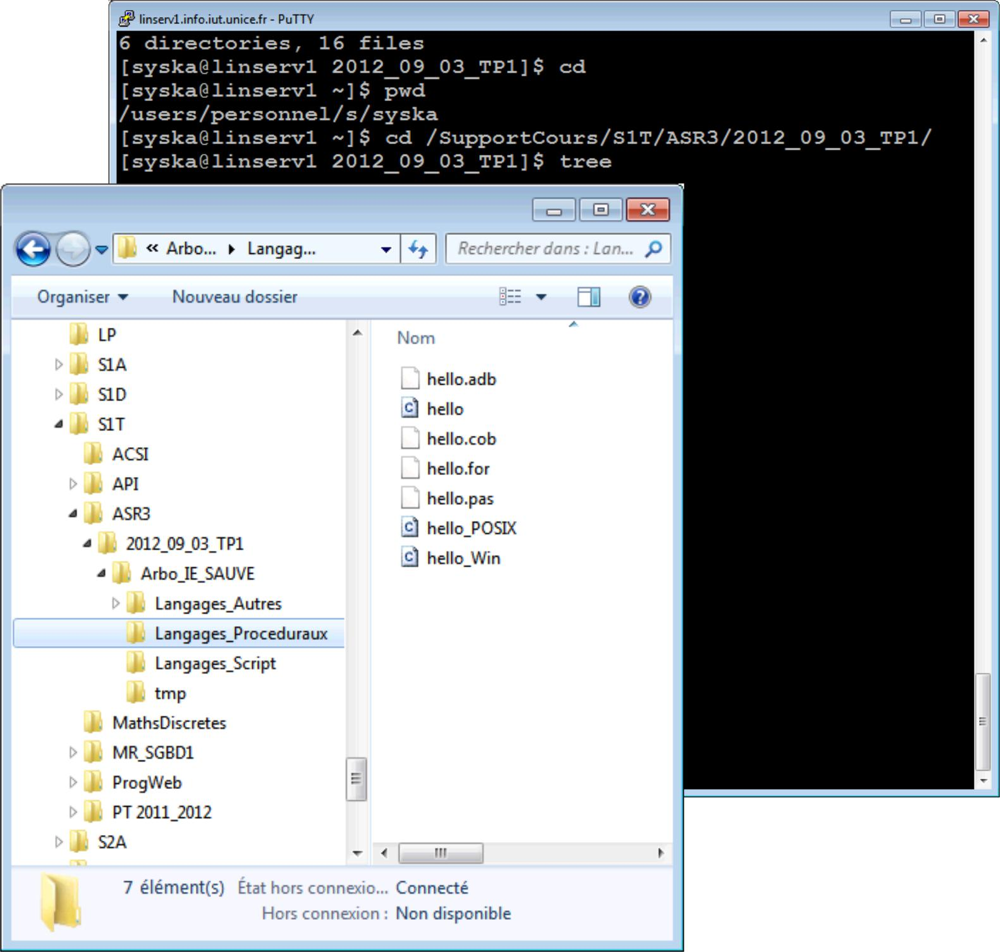 linserv1.info.iut.unice.fr - PuTTY
6 directories, 16 files
[syska@linserv1 2012_09_03_TP1]$ cd
[syska@linserv1 ~]$ pwd
/users/personnel/s/syska
[syska@linserv1 ~]$ cd /SupportCours/S1T/ASR3/2012_09_03_TP1/
[syska@linserv1 2012_09_03_TP1]$ tree
« Arbo... Langag...
Rechercher dans : Lan...
Organiser
Nouveau dossier
LP
S1A
S1D
S1T
ACSI
API
ASR3
2012_09_03_TP1
Arbo_IE_SAUVE
Langages_Autres
Langages_Proceduraux
Langages_Script
tmp
MathsDiscretes
MR_SGBD1
ProgWeb
PT 2011_2012
S2A
Nom
hello.adb
hello
hello.cob
hello.for
hello.pas
hello_POSIX
hello_Win
7 élément(s) État hors connexio... Connecté
Hors connexion : Non disponible